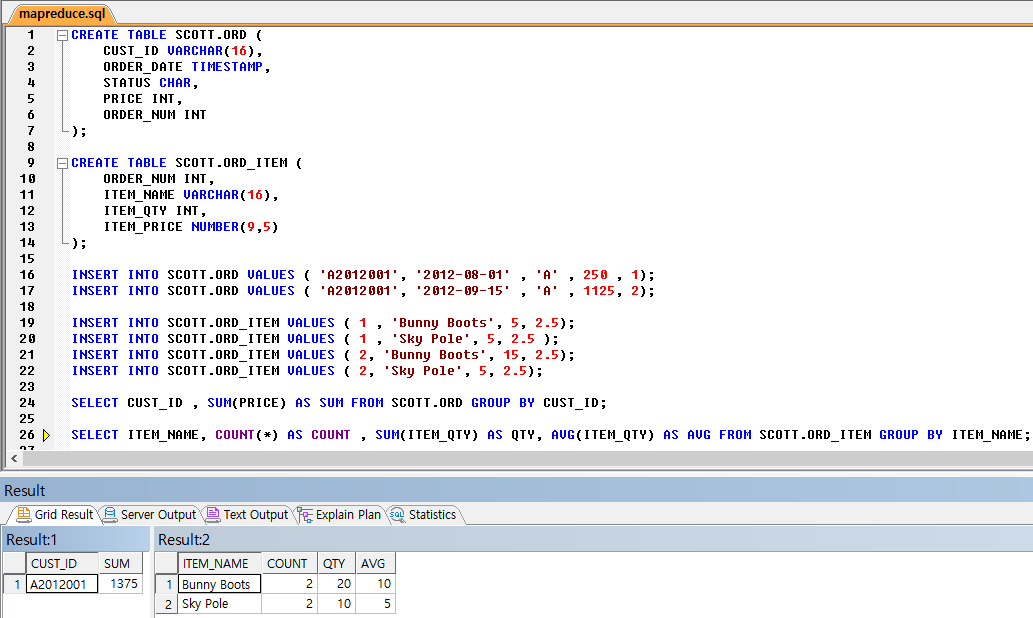 mapreduce.sql
1 CREATE TABLE SCOTT.ORD (
2 CUST_ID VARCHAR(16),
3 ORDER_DATE TIMESTAMP,
4 STATUS CHAR,
5 PRICE INT,
6 ORDER_NUM INT
7 );
8
9 CREATE TABLE SCOTT.ORD_ITEM (
10 ORDER_NUM INT,
11 ITEM_NAME VARCHAR(16),
12 ITEM_QTY INT,
13 ITEM_PRICE NUMBER(9,5)
14 );
15
16 INSERT INTO SCOTT.ORD VALUES ( 'A2012001', '2012-08-01' , 'A' , 250 , 1);
17 INSERT INTO SCOTT.ORD VALUES ( 'A2012001', '2012-09-15' , 'A' , 1125, 2);
18
19 INSERT INTO SCOTT.ORD_ITEM VALUES ( 1 , 'Bunny Boots', 5, 2.5);
20 INSERT INTO SCOTT.ORD_ITEM VALUES ( 1 , 'Sky Pole', 5, 2.5 );
21 INSERT INTO SCOTT.ORD_ITEM VALUES ( 2, 'Bunny Boots', 15, 2.5);
22 INSERT INTO SCOTT.ORD_ITEM VALUES ( 2, 'Sky Pole', 5, 2.5);
23
24 SELECT CUST_ID , SUM(PRICE) AS SUM FROM SCOTT.ORD GROUP BY CUST_ID;
25
26 SELECT ITEM_NAME, COUNT(*) AS COUNT , SUM(ITEM_QTY) AS QTY, AVG(ITEM_QTY) AS AVG FROM SCOTT.ORD_ITEM GROUP BY ITEM_NAME;
27
Result
Grid Result Server Output Text Output Explain Plan SQL Statistics
Result:1 Result:2
CUST_ID SUM ITEM_NAME COUNT QTY AVG
1 A2012001 1375 1 Bunny Boots 2 20 10
2 Sky Pole 2 10 5